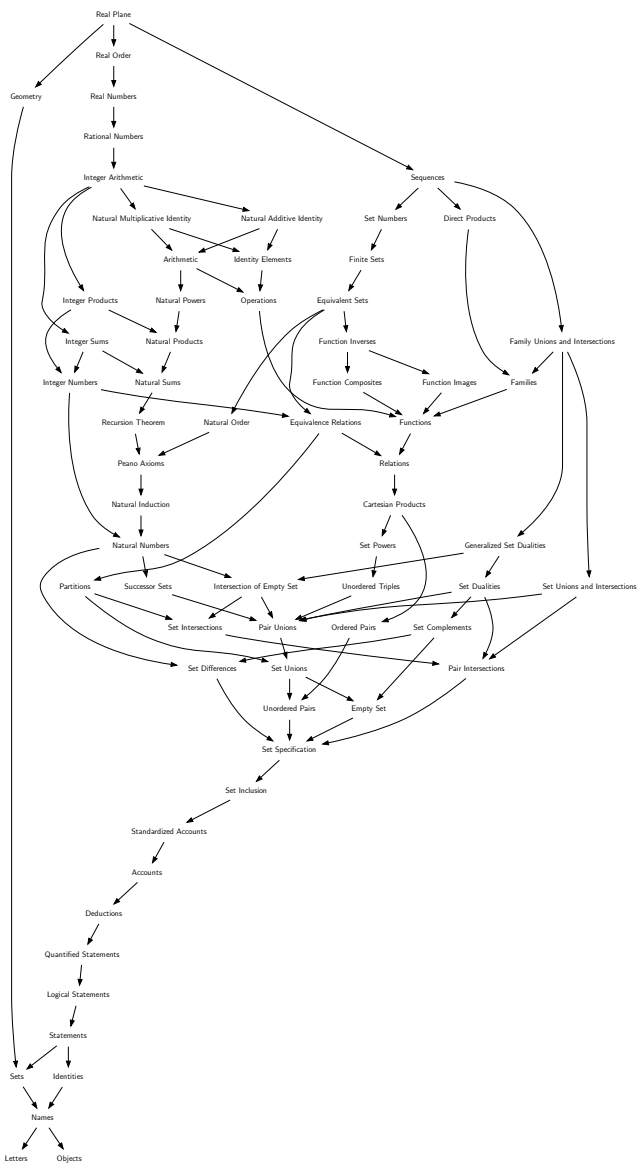 Real Plane
Real Order
Geometry
Real Numbers
Rational Numbers
Integer Arithmetic
Sequences
Natural Multiplicative Identity
Natural Additive Identity
Set Numbers
Direct Products
Arithmetic
Identity Elements
Finite Sets
Integer Products
Natural Powers
Operations
Equivalent Sets
Integer Sums
Natural Products
Function Inverses
Family Unions and Intersections
Integer Numbers
Natural Sums
Function Composites
Function Images
Families
Recursion Theorem
Natural Order
Equivalence Relations
Functions
Peano Axioms
Relations
Natural Induction
Cartesian Products
Natural Numbers
Set Powers
Generalized Set Dualities
Partitions
Successor Sets
Intersection of Empty Set
Unordered Triples
Set Dualities
Set Unions and Intersections
Set Intersections
Pair Unions
Ordered Pairs
Set Complements
Set Differences
Set Unions
Pair Intersections
Unordered Pairs
Empty Set
Set Specification
Set Inclusion
Standardized Accounts
Accounts
Deductions
Quantified Statements
Logical Statements
Statements
Sets
Identities
Names
Letters
Objects